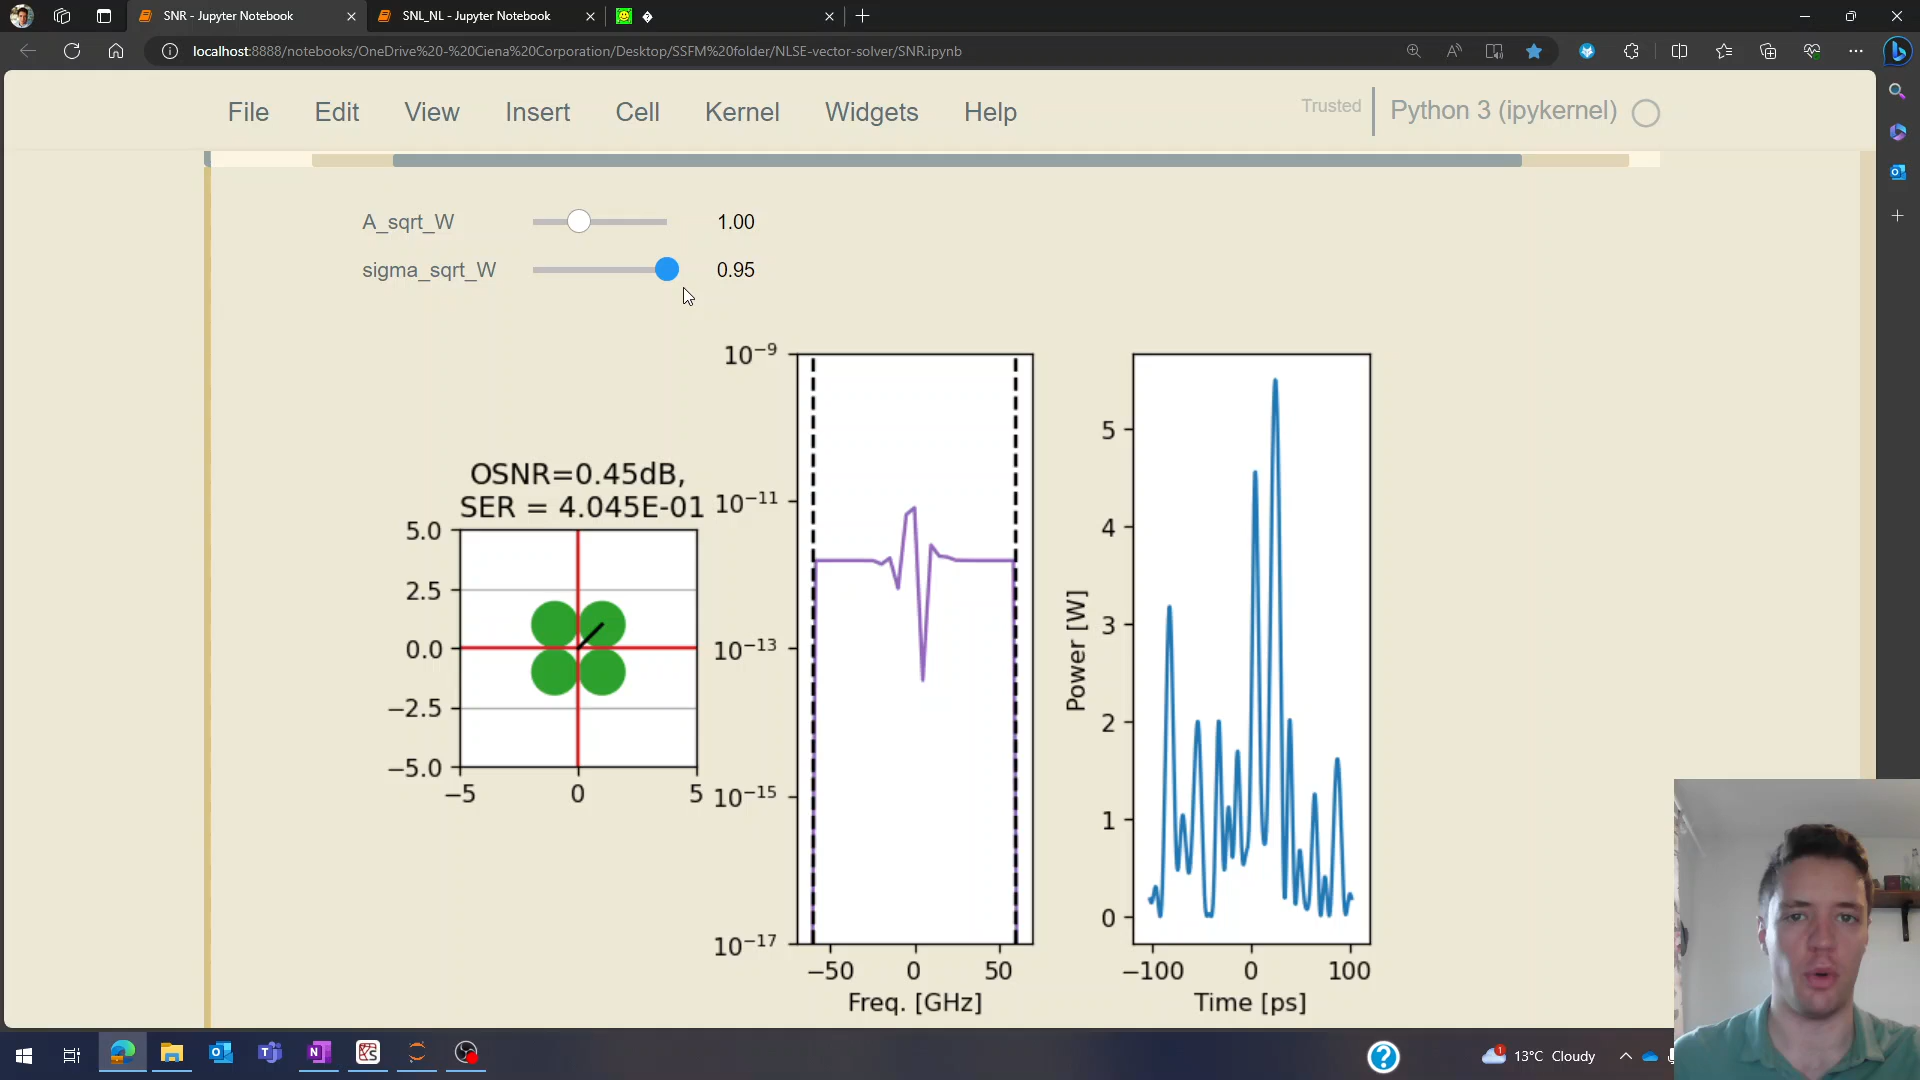 SNR - Jupyter Notebook
SNL_NL - Jupyter Notebook
localhost:8888/notebooks/OneDrive%20-%20Ciena%20Corporation/Desktop/SSFM%20folder/NLSE-vector-solver/SNR.ipynb
File Edit View Insert Cell Kernel Widgets Help
Trusted Python 3 (ipykernel)
A_sqrt_W 1.00
sigma_sqrt_W 0.95
OSNR=0.45dB,
SER = 4.045E-01
5.0
2.5
0.0
−2.5
−5.0
−5 0 5
10⁻⁹
10⁻¹¹
10⁻¹³
10⁻¹⁵
10⁻¹⁷
−50 0 50
Freq. [GHz]
Power [W]
5
4
3
2
1
0
−100 0 100
Time [ps]
13°C Cloudy
1